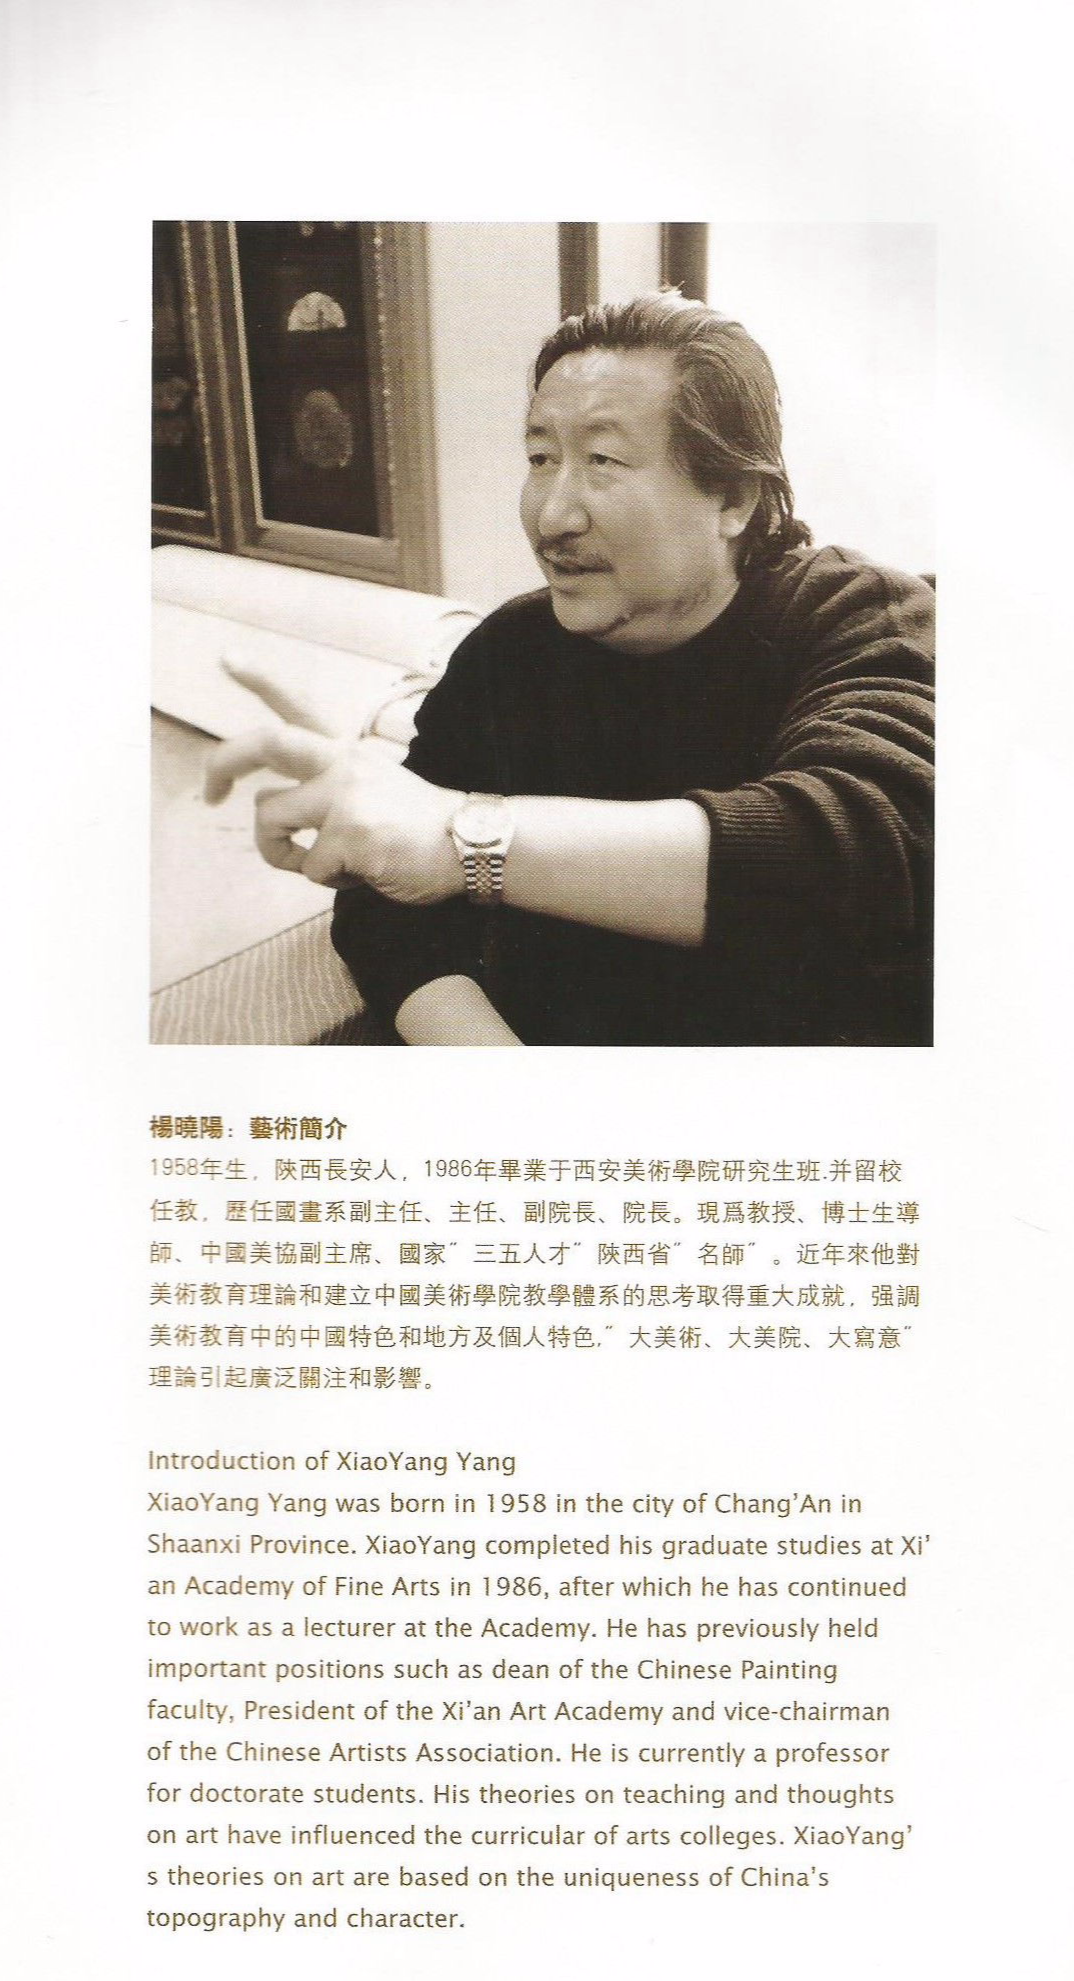 楊曉陽：藝術簡介
1958年生，陝西長安人，1986年畢業于西安美術學院研究生班.并留校
任教，歷任國畫系副主任、主任、副院長、院長。現爲教授、博士生導
師、中國美協副主席、國家″三五人才″陝西省″名師″。近年來他對
美術教育理論和建立中國美術學院教學體系的思考取得重大成就，强調
美術教育中的中國特色和地方及個人特色,″大美術、大美院、大寫意″
理論引起廣泛關注和影響。
Introduction of XiaoYang Yang
XiaoYang Yang was born in 1958 in the city of Chang'An in
Shaanxi Province. XiaoYang completed his graduate studies at Xi'
an Academy of Fine Arts in 1986, after which he has continued
to work as a lecturer at the Academy. He has previously held
important positions such as dean of the Chinese Painting
faculty, President of the Xi'an Art Academy and vice-chairman
of the Chinese Artists Association. He is currently a professor
for doctorate students. His theories on teaching and thoughts
on art have influenced the curricular of arts colleges. XiaoYang'
s theories on art are based on the uniqueness of China's
topography and character.